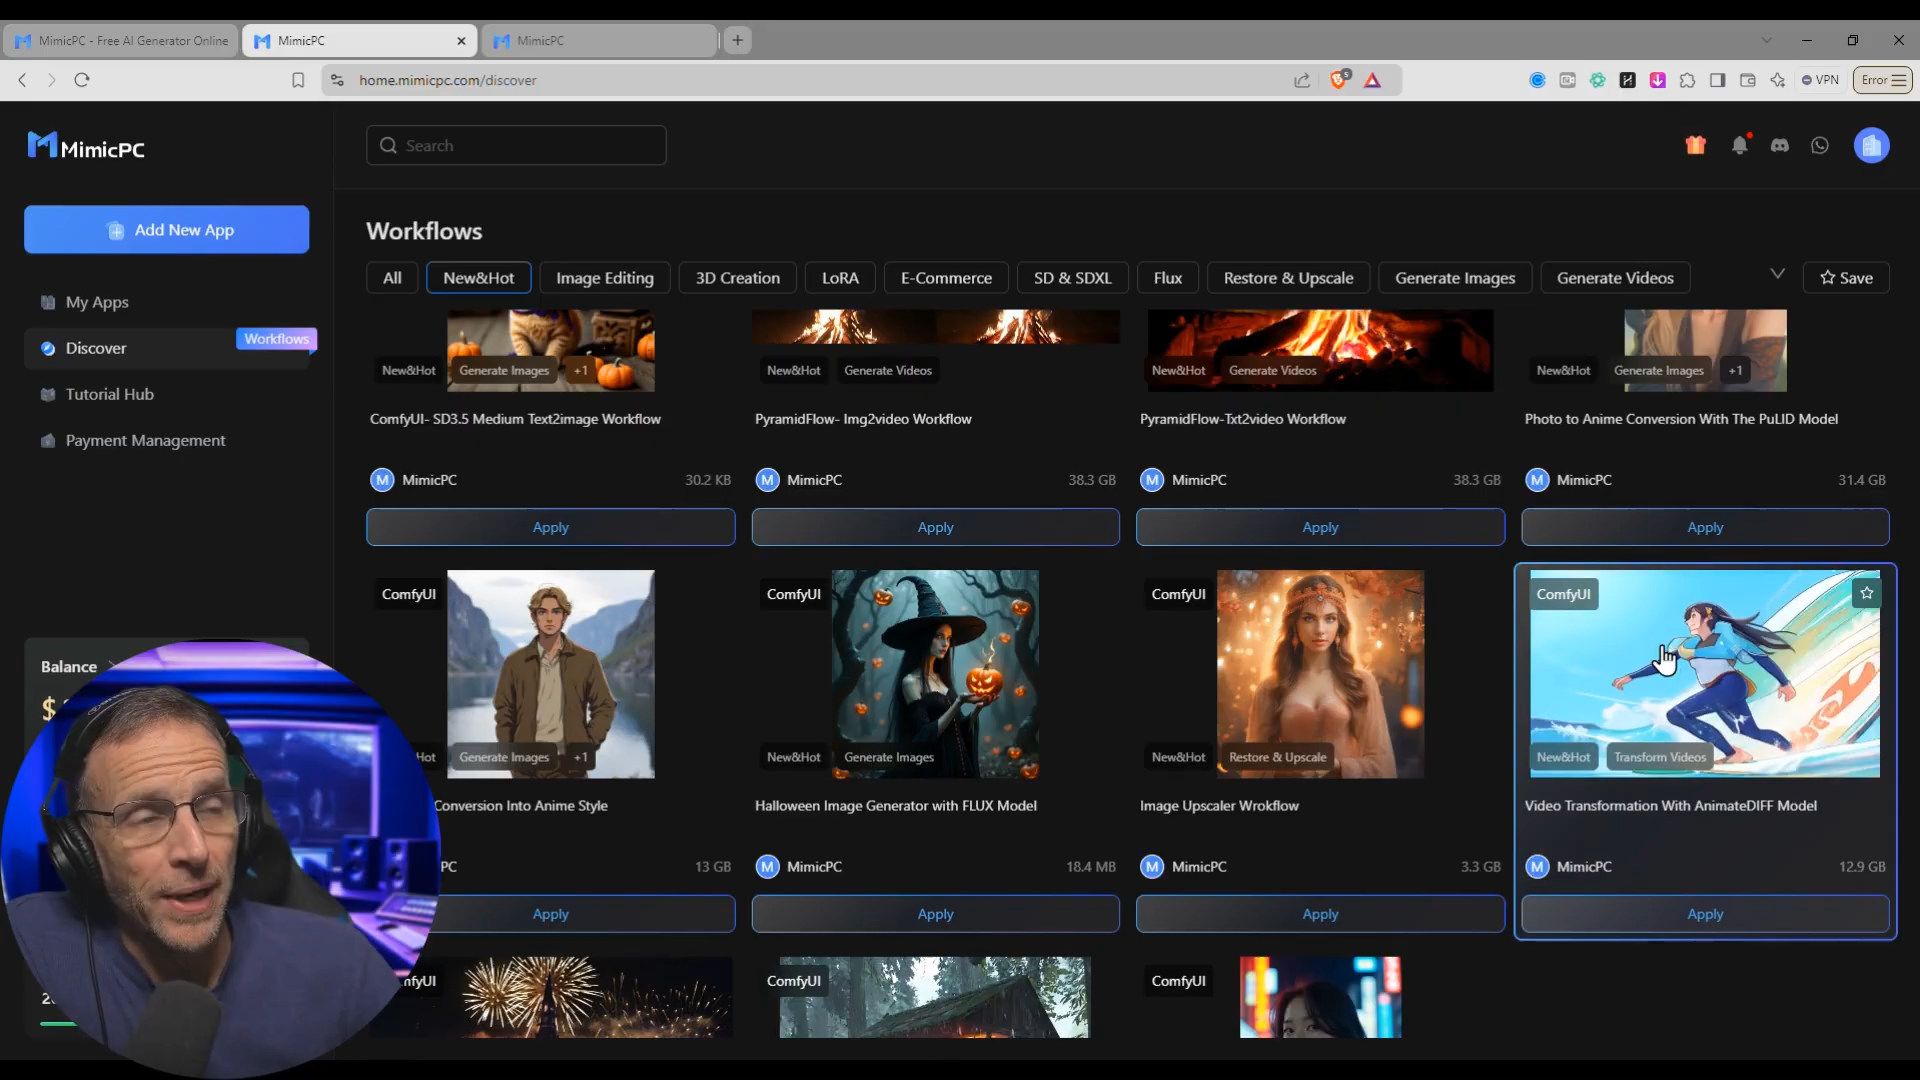 MimicPC - Free AI Generator Online
MimicPC
MimicPC
home.mimicpc.com/discover
5
VPN
Error
MimicPC
Search
Add New App
My Apps
Discover
Workflows
Tutorial Hub
Payment Management
Balance
$
Workflows
All
New&Hot
Image Editing
3D Creation
LoRA
E-Commerce
SD & SDXL
Flux
Restore & Upscale
Generate Images
Generate Videos
Save
New&Hot
Generate Images
+1
New&Hot
Generate Videos
New&Hot
Generate Videos
New&Hot
Generate Images
+1
ComfyUI- SD3.5 Medium Text2image Workflow
PyramidFlow- Img2video Workflow
PyramidFlow-Txt2video Workflow
Photo to Anime Conversion With The PuLID Model
M MimicPC
30.2 KB
M MimicPC
38.3 GB
M MimicPC
38.3 GB
M MimicPC
31.4 GB
Apply
Apply
Apply
Apply
ComfyUI
ComfyUI
ComfyUI
ComfyUI
Hot
Generate Images
+1
New&Hot
Generate Images
New&Hot
Restore & Upscale
New&Hot
Transform Videos
Conversion Into Anime Style
Halloween Image Generator with FLUX Model
Image Upscaler Wrokflow
Video Transformation With AnimateDIFF Model
PC
13 GB
M MimicPC
18.4 MB
M MimicPC
3.3 GB
M MimicPC
12.9 GB
Apply
Apply
Apply
Apply
fyUI
ComfyUI
ComfyUI